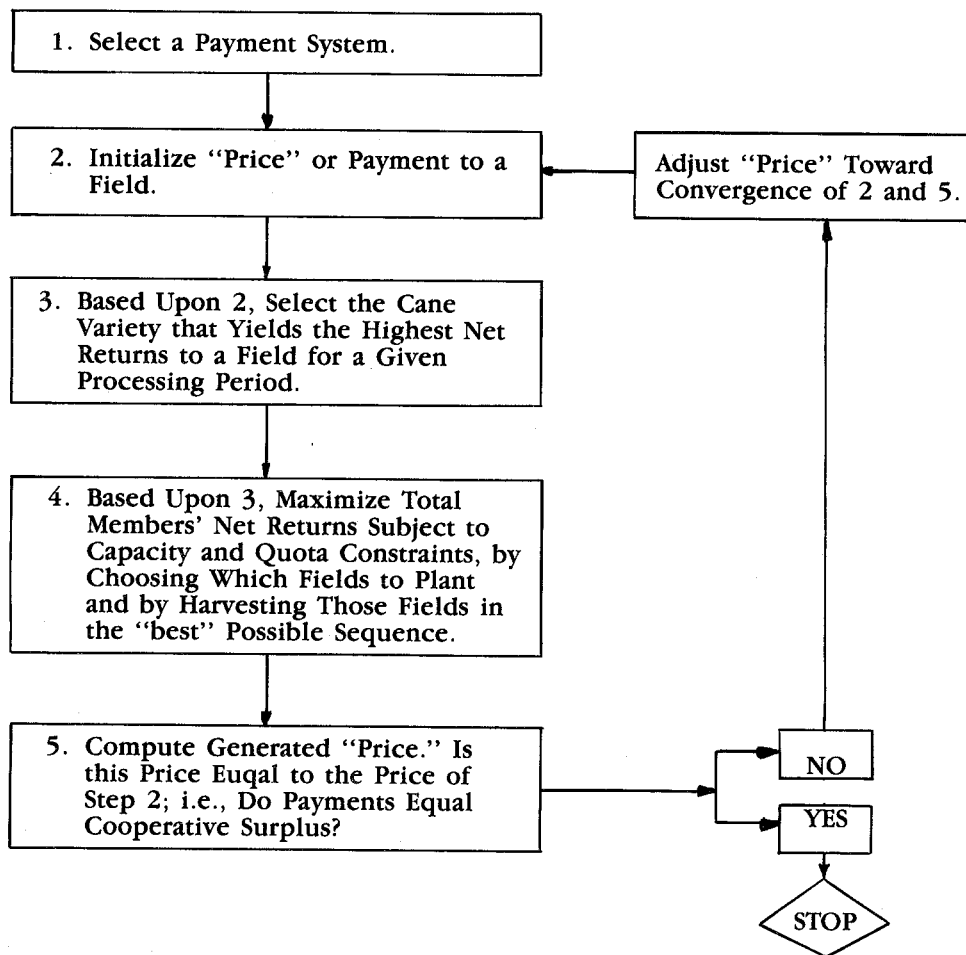 1. Select a Payment System.
2. Initialize “Price” or Payment to a
Field.
Adjust “Price” Toward
Convergence of 2 and 5.
3. Based Upon 2, Select the Cane
Variety that Yields the Highest Net
Returns to a Field for a Given
Processing Period.
4. Based Upon 3, Maximize Total
Members’ Net Returns Subject to
Capacity and Quota Constraints, by
Choosing Which Fields to Plant
and by Harvesting Those Fields in
the “best” Possible Sequence.
5. Compute Generated “Price.” Is
this Price Euqal to the Price of
Step 2; i.e., Do Payments Equal
Cooperative Surplus?
NO
YES
STOP